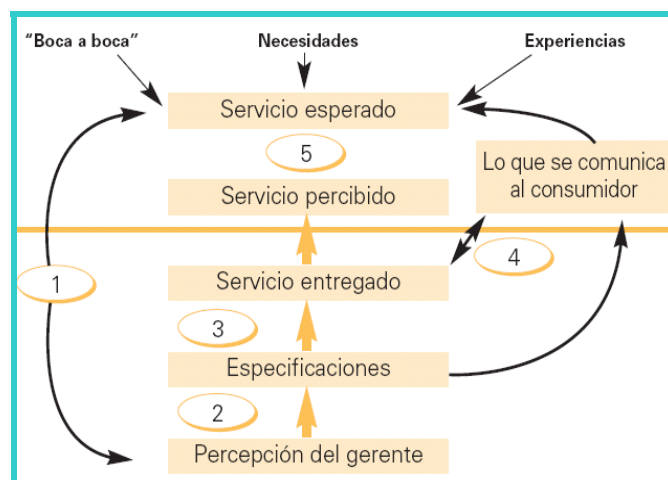 “Boca a boca”
Necesidades
Experiencias
Servicio esperado
5
Lo que se comunica
al consumidor
Servicio percibido
4
1
Servicio entregado
3
Especificaciones
2
Percepción del gerente